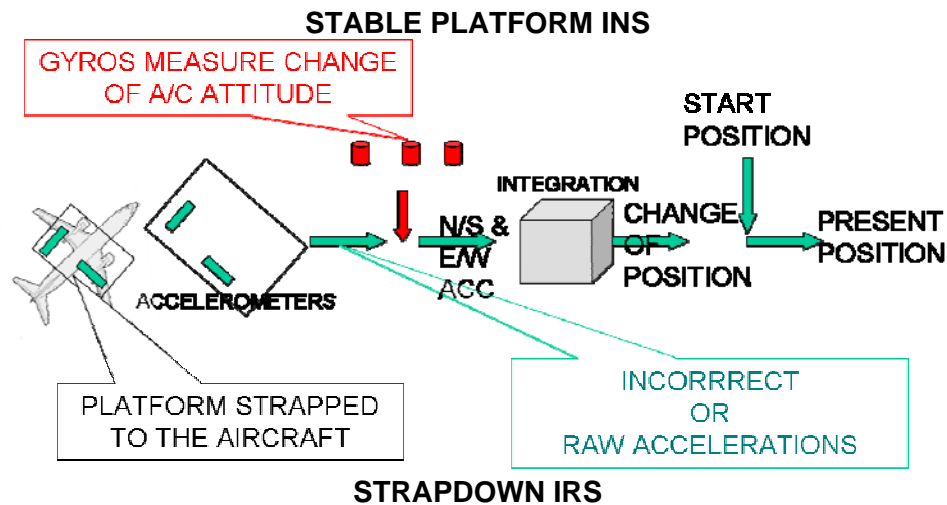 STABLE PLATFORM INS
GYROS MEASURE CHANGE
OF A/C ATTITUDE
START
POSITION
INTEGRATION
N/S &
E/W
ACC
CHANGE
OF
POSITION
PRESENT
POSITION
ACCELEROMETERS
PLATFORM STRAPPED
TO THE AIRCRAFT
INCORRRECT
OR
RAW ACCELERATIONS
STRAPDOWN IRS